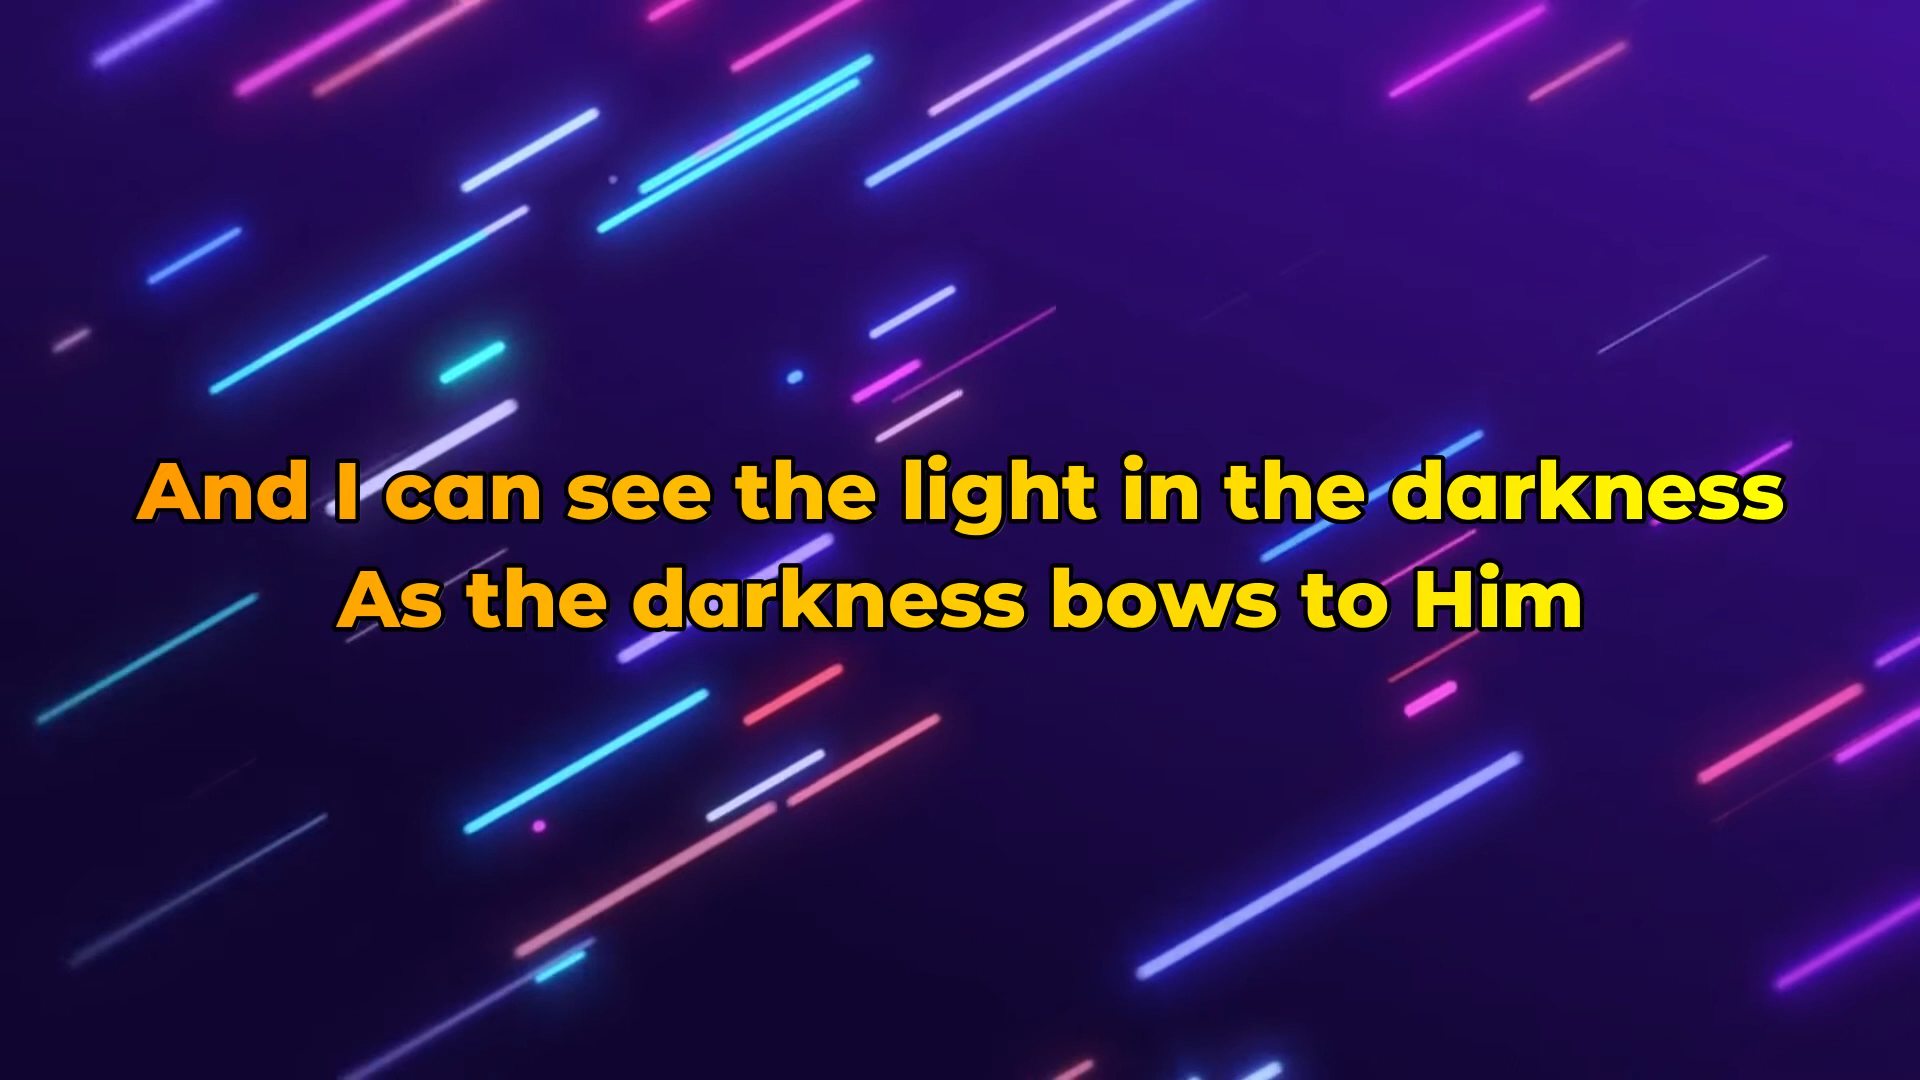 And I can see the light in the darkness
As the darkness bows to Him